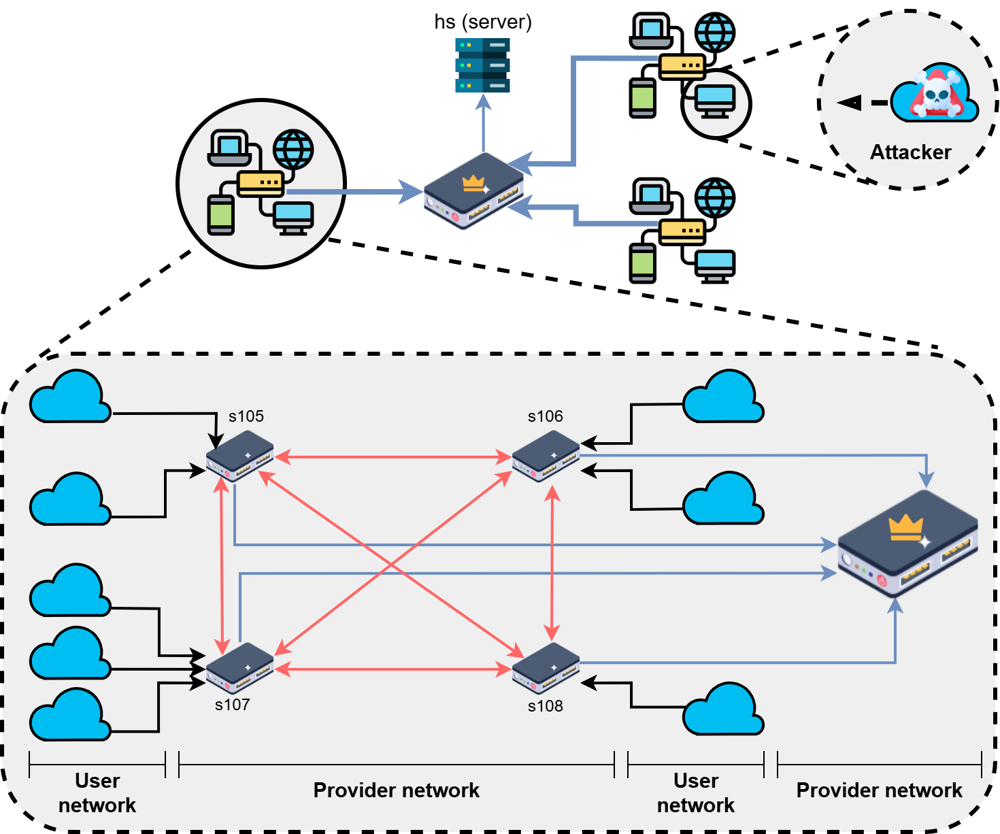 hs (server)
Attacker
s105
s106
s107
s108
User
network
Provider network
User
network
Provider network